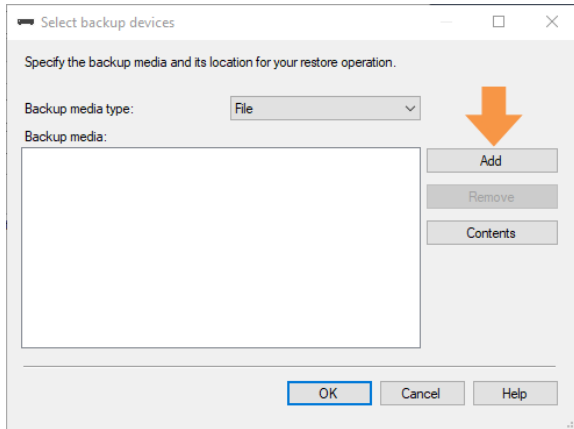 Select backup devices
Specify the backup media and its location for your restore operation.
Backup media type: File
Backup media:
Add
Remove
Contents
OK Cancel Help